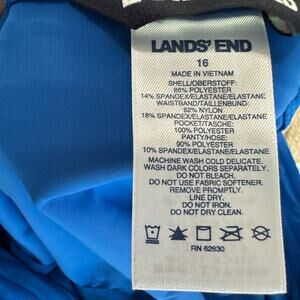 LANDS' END
16
MADE IN VIETNAM
SHELL/OBERSTOFF:
86% POLYESTER
14% SPANDEX/ELASTANE/ELASTANE
WAISTBAND/TAILLENBUND:
82% NYLON
18% SPANDEX/ELASTANE/ELASTANE
POCKET/TASCHE:
100% POLYESTER
PANTY/HOSE:
90% POLYESTER
10% SPANDEX/ELASTANE/ELASTANE
MACHINE WASH COLD DELICATE.
WASH DARK COLORS SEPARATELY.
DO NOT BLEACH.
DO NOT USE FABRIC SOFTENER.
REMOVE PROMPTLY.
LINE DRY.
DO NOT IRON.
DO NOT DRY CLEAN.
RN 62830